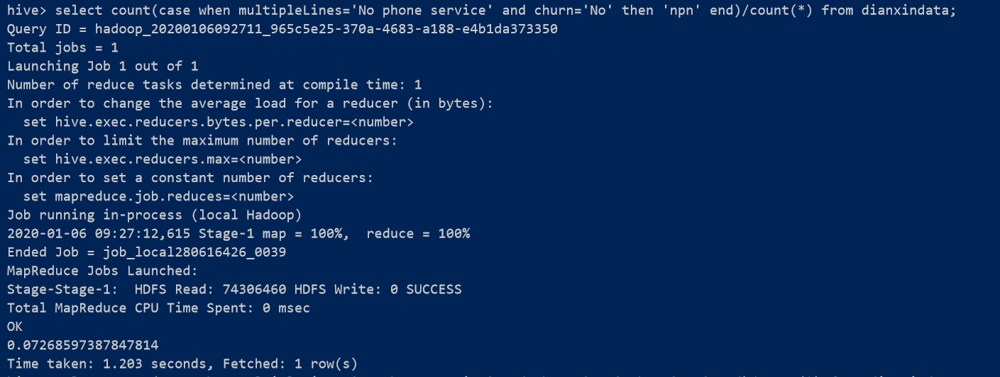 hive> select count(case when multipleLines='No phone service' and churn='No' then 'npn' end)/count(*) from dianxindata;
Query ID = hadoop_20200106092711_965c5e25-370a-4683-a188-e4b1da373350
Total jobs = 1
Launching Job 1 out of 1
Number of reduce tasks determined at compile time: 1
In order to change the average load for a reducer (in bytes):
  set hive.exec.reducers.bytes.per.reducer=<number>
In order to limit the maximum number of reducers:
  set hive.exec.reducers.max=<number>
In order to set a constant number of reducers:
  set mapreduce.job.reduces=<number>
Job running in-process (local Hadoop)
2020-01-06 09:27:12,615 Stage-1 map = 100%,  reduce = 100%
Ended Job = job_local280616426_0039
MapReduce Jobs Launched:
Stage-Stage-1:  HDFS Read: 74306460 HDFS Write: 0 SUCCESS
Total MapReduce CPU Time Spent: 0 msec
OK
0.07268597387847814
Time taken: 1.203 seconds, Fetched: 1 row(s)